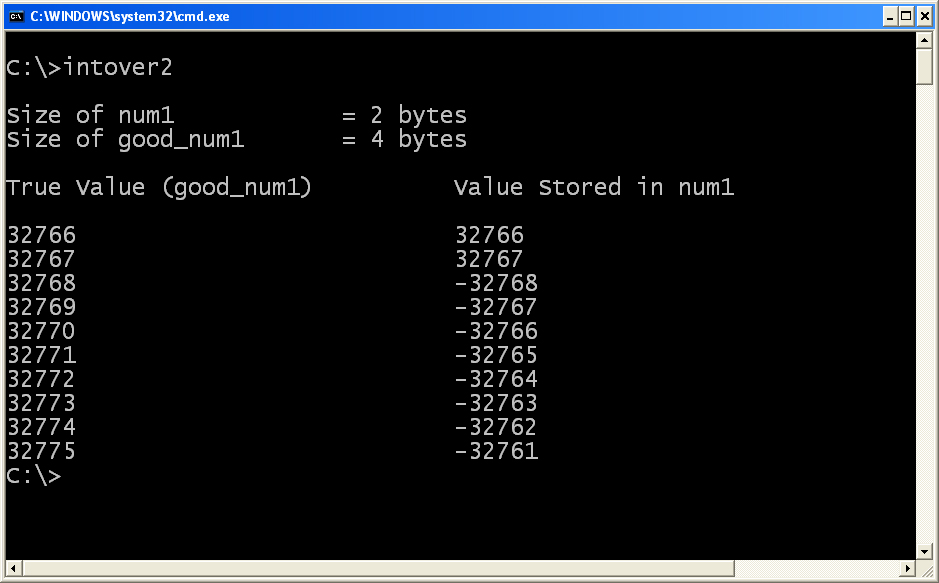 C:\WINDOWS\system32\cmd.exe
C:\>intover2
Size of num1 = 2 bytes
Size of good_num1 = 4 bytes
True Value (good_num1) Value Stored in num1
32766 32766
32767 32767
32768 -32768
32769 -32767
32770 -32766
32771 -32765
32772 -32764
32773 -32763
32774 -32762
32775 -32761
C:\>